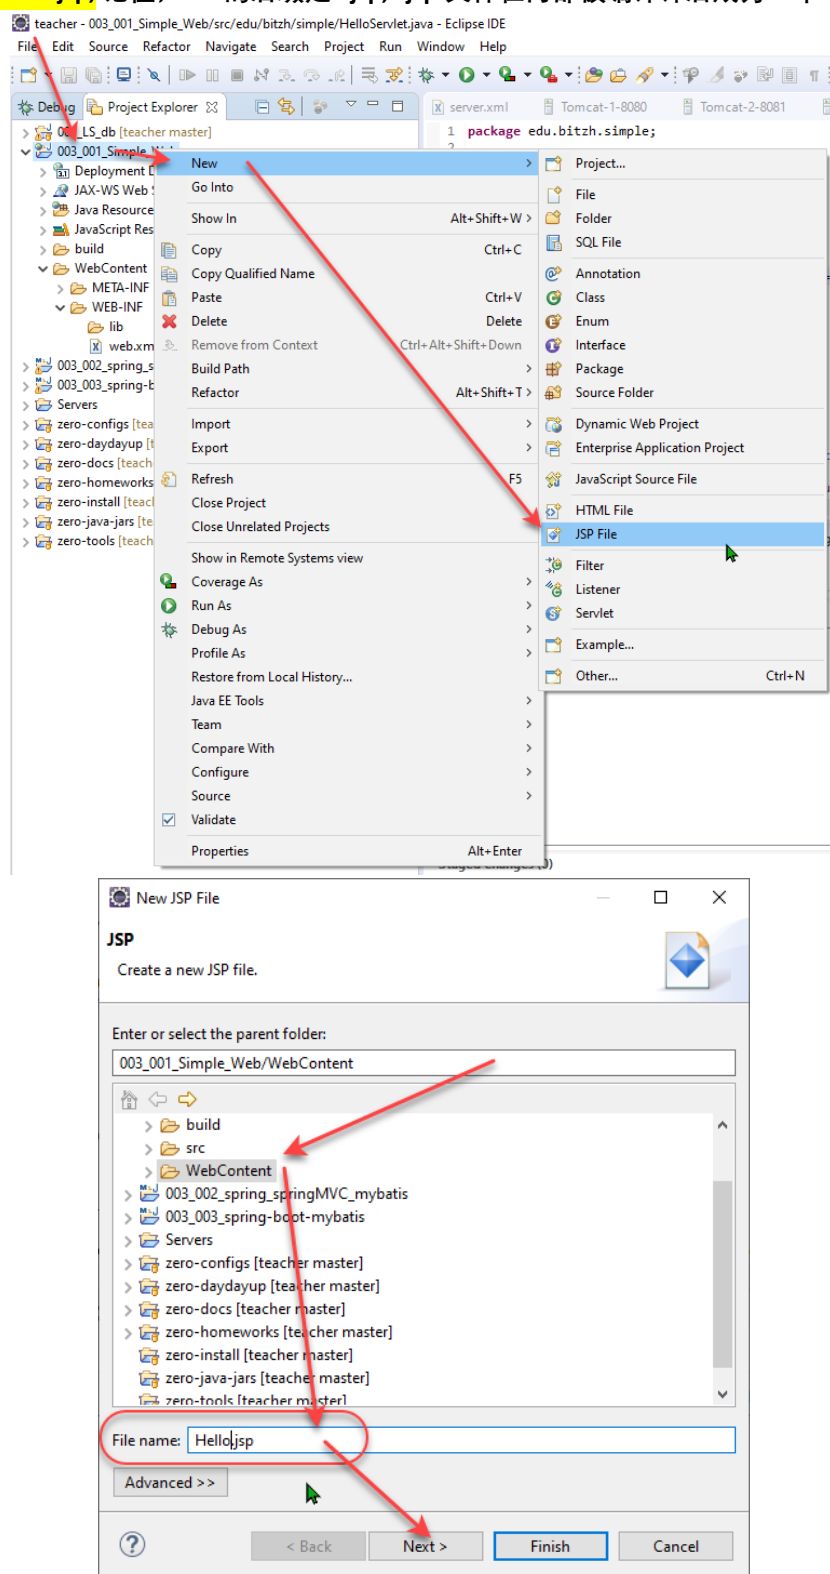 teacher - 003_001_Simple_Web/src/edu/bitzh/simple/HelloServlet.java - Eclipse IDE
File Edit Source Refactor Navigate Search Project Run Window Help
Debug Project Explorer server.xml Tomcat-1-8080 Tomcat-2-8081
LS_db [teacher master]
1 package edu.bitzh.simple;
2
003_001_Simple
Deployment
JAX-WS Web
Java Resource
JavaScript Res
build
WebContent
META-INF
WEB-INF
lib
web.xm
003_002_spring_s
003_003_spring-b
Servers
zero-configs [tea
zero-daydayup [t
zero-docs [teach
zero-homeworks
zero-install [teacl
zero-java-jars [te
zero-tools [teach
New >
Go Into
Show In Alt+Shift+W >
Copy Ctrl+C
Copy Qualified Name
Paste Ctrl+V
Delete Delete
Remove from Context Ctrl+Alt+Shift+Down
Build Path >
Refactor Alt+Shift+T >
Import >
Export >
Refresh F5
Close Project
Close Unrelated Projects
Show in Remote Systems view
Coverage As >
Run As >
Debug As >
Profile As >
Restore from Local History...
Java EE Tools >
Team >
Compare With >
Configure >
Source >
Validate
Properties Alt+Enter
Project...
File
Folder
SQL File
Annotation
Class
Enum
Interface
Package
Source Folder
Dynamic Web Project
Enterprise Application Project
JavaScript Source File
HTML File
JSP File
Filter
Listener
Servlet
Example...
Other... Ctrl+N
Staged Changes (0)
New JSP File
JSP
Create a new JSP file.
Enter or select the parent folder:
003_001_Simple_Web/WebContent
build
src
WebContent
003_002_spring_springMVC_mybatis
003_003_spring-boot-mybatis
Servers
zero-configs [teacher master]
zero-daydayup [teacher master]
zero-docs [teacher master]
zero-homeworks [teacher master]
zero-install [teacher master]
zero-java-jars [teacher master]
zero-tools [teacher master]
File name: Hello.jsp
Advanced >>
< Back Next > Finish Cancel